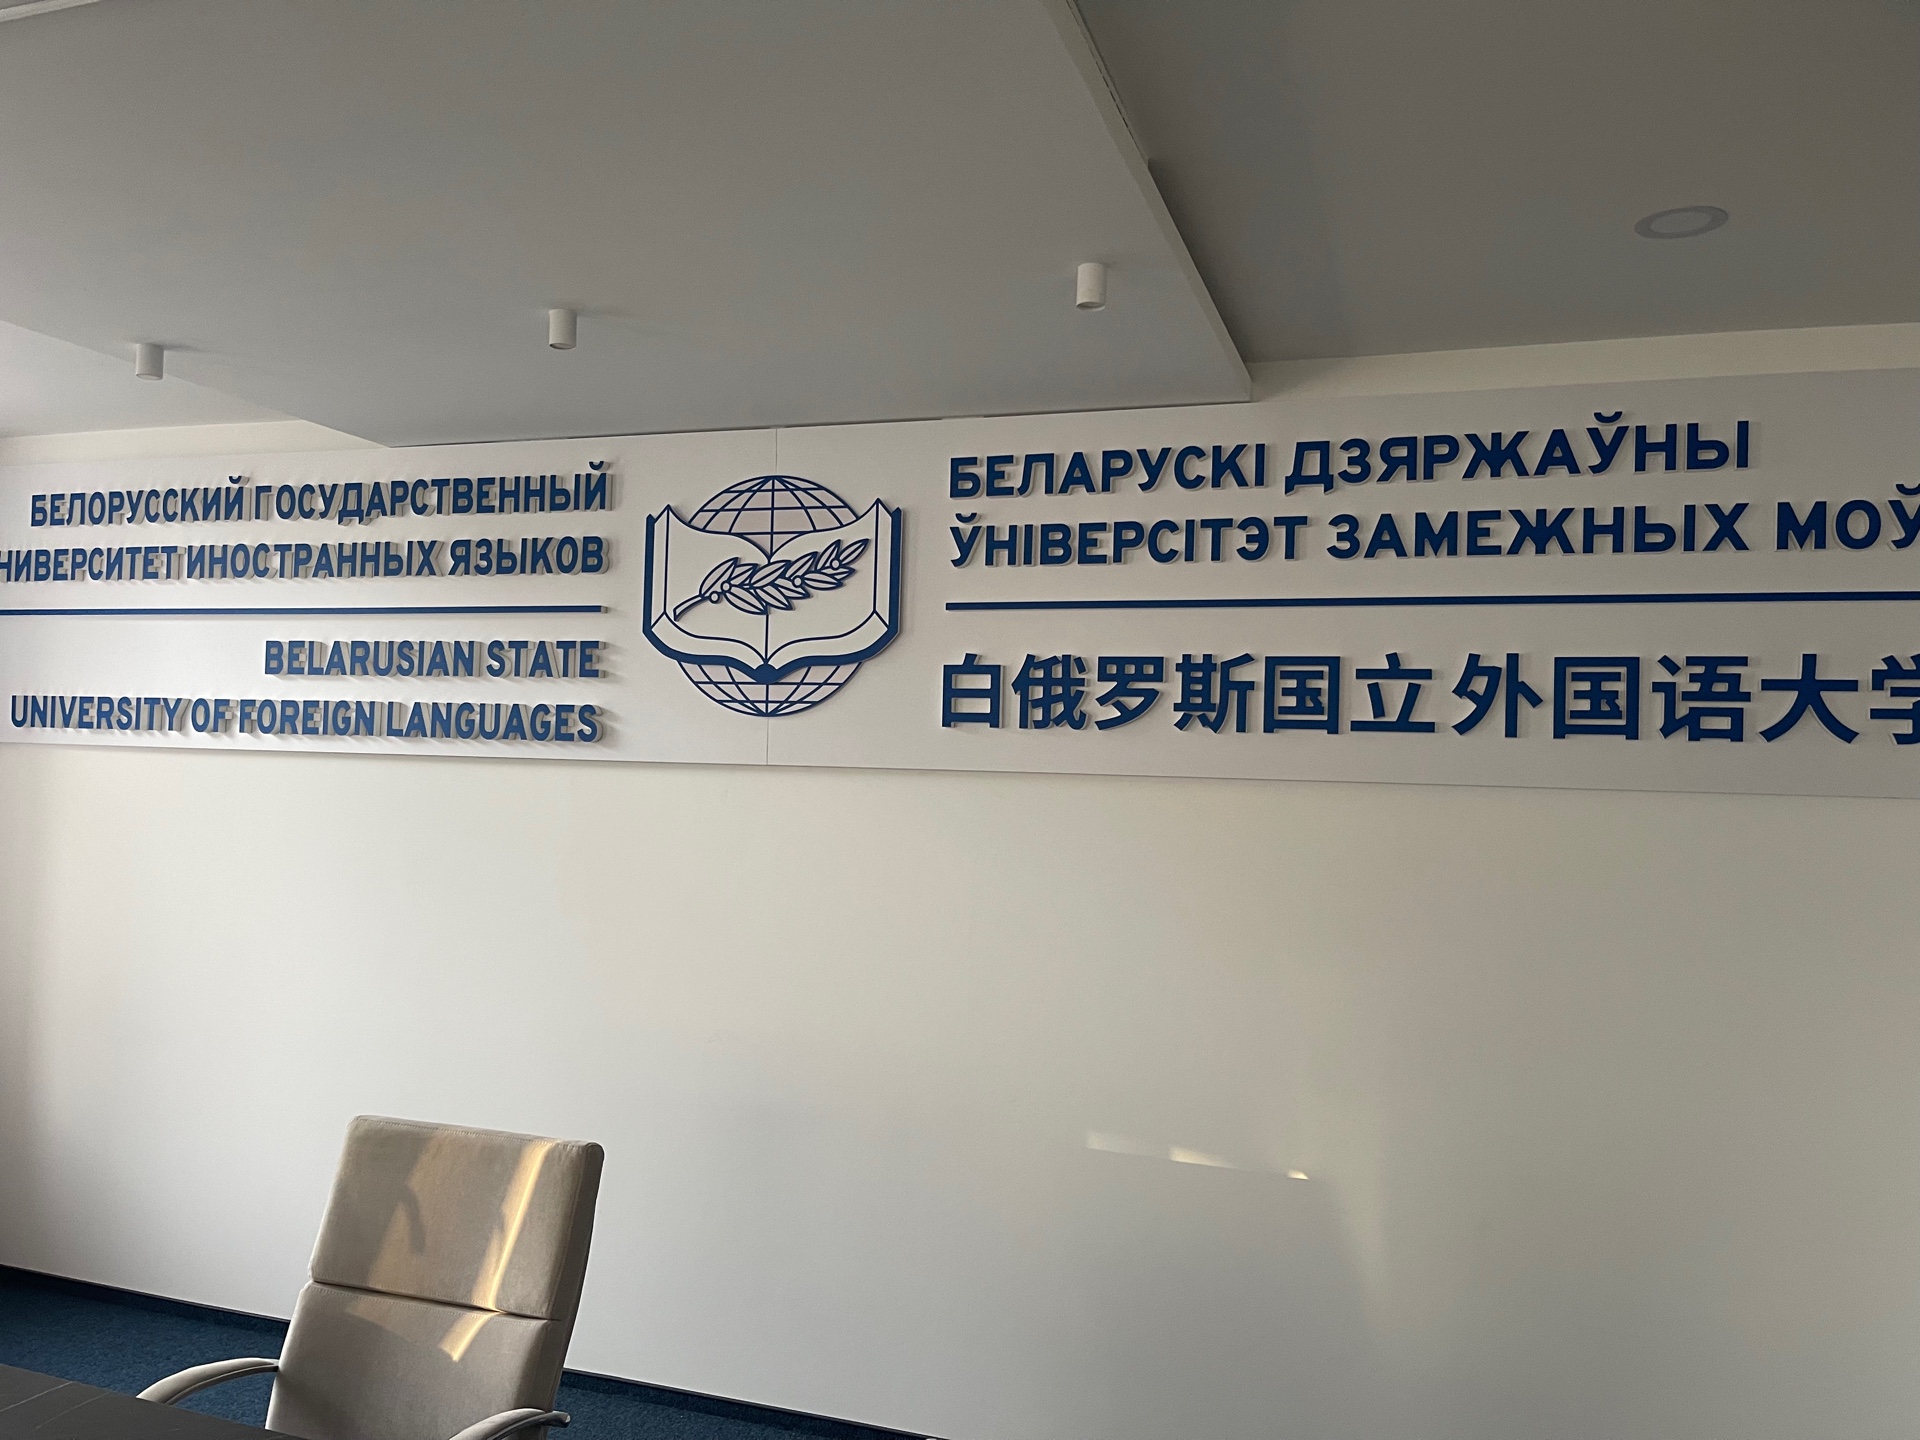 БЕЛОРУССКИЙ ГОСУДАРСТВЕННЫЙ
НИВЕРСИТЕТ ИНОСТРАННЫХ ЯЗЫКОВ
BELARUSIAN STATE
UNIVERSITY OF FOREIGN LANGUAGES
БЕЛАРУСКІ ДЗЯРЖАЎНЫ
ЎНІВЕРСІТЭТ ЗАМЕЖНЫХ МОЎ
白俄罗斯国立外国语大学